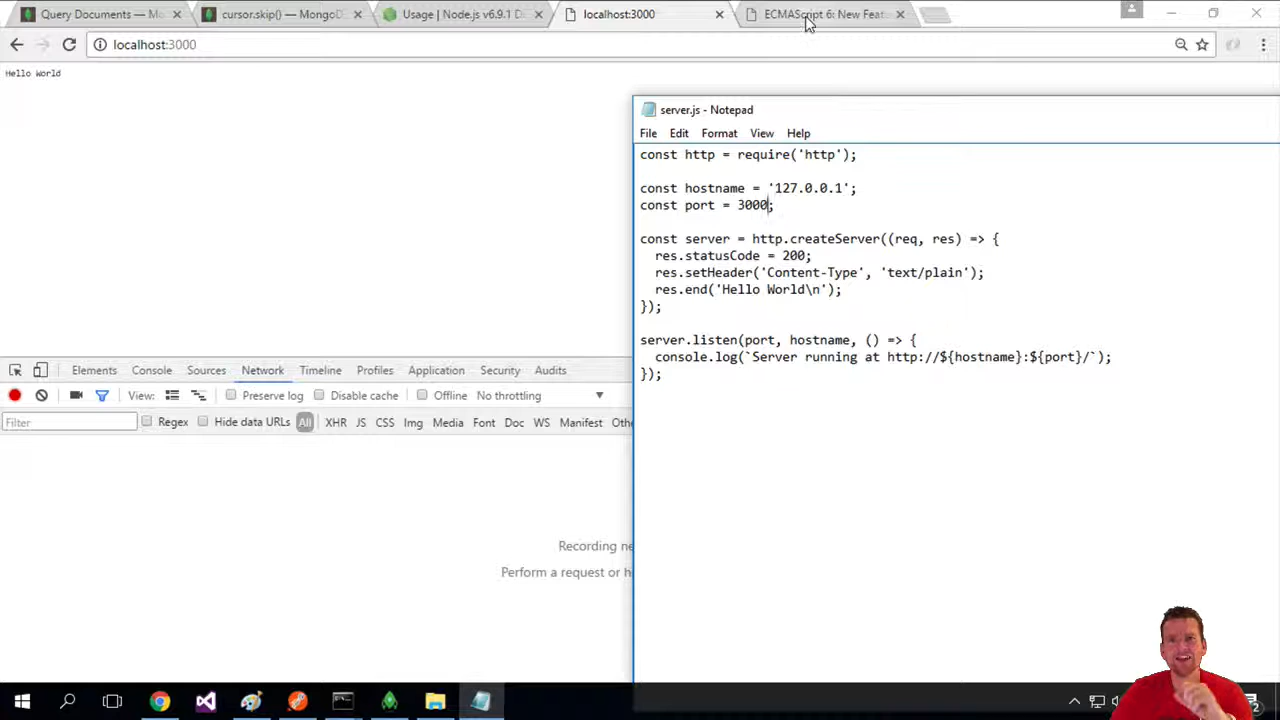 Query Documents — Mo
cursor.skip() — MongoD
Usage | Node.js v6.9.1 D
localhost:3000
ECMAScript 6: New Feat
localhost:3000
Hello World
server.js - Notepad
File Edit Format View Help
const http = require('http');
const hostname = '127.0.0.1';
const port = 3000;
const server = http.createServer((req, res) => {
  res.statusCode = 200;
  res.setHeader('Content-Type', 'text/plain');
  res.end('Hello World\n');
});
server.listen(port, hostname, () => {
  console.log(`Server running at http://${hostname}:${port}/`);
});
Elements Console Sources Network Timeline Profiles Application Security Audits
View: Preserve log Disable cache Offline No throttling
Filter Regex Hide data URLs All XHR JS CSS Img Media Font Doc WS Manifest Othe
Recording ne
Perform a request or h
2